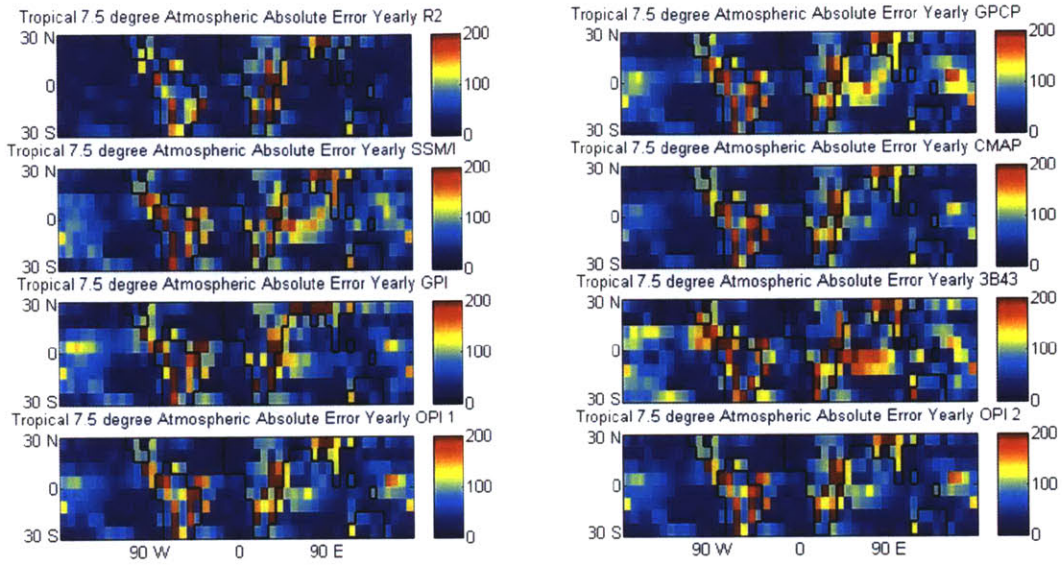 Tropical 7.5 degree Atmospheric Absolute Error Yearly R2
30 N
0
30 S
200
100
0
Tropical 7.5 degree Atmospheric Absolute Error Yearly SSM/I
30 N
0
30 S
200
100
0
Tropical 7.5 degree Atmospheric Absolute Error Yearly GPI
30 N
0
30 S
200
100
0
Tropical 7.5 degree Atmospheric Absolute Error Yearly OPI 1
30 N
0
30 S
90 W 0 90 E
200
100
0
Tropical 7.5 degree Atmospheric Absolute Error Yearly GPCP
30 N
0
30 S
200
100
0
Tropical 7.5 degree Atmospheric Absolute Error Yearly CMAP
30 N
0
30 S
200
100
0
Tropical 7.5 degree Atmospheric Absolute Error Yearly 3B43
30 N
0
30 S
200
100
0
Tropical 7.5 degree Atmospheric Absolute Error Yearly OPI 2
30 N
0
30 S
90 W 0 90 E
200
100
0